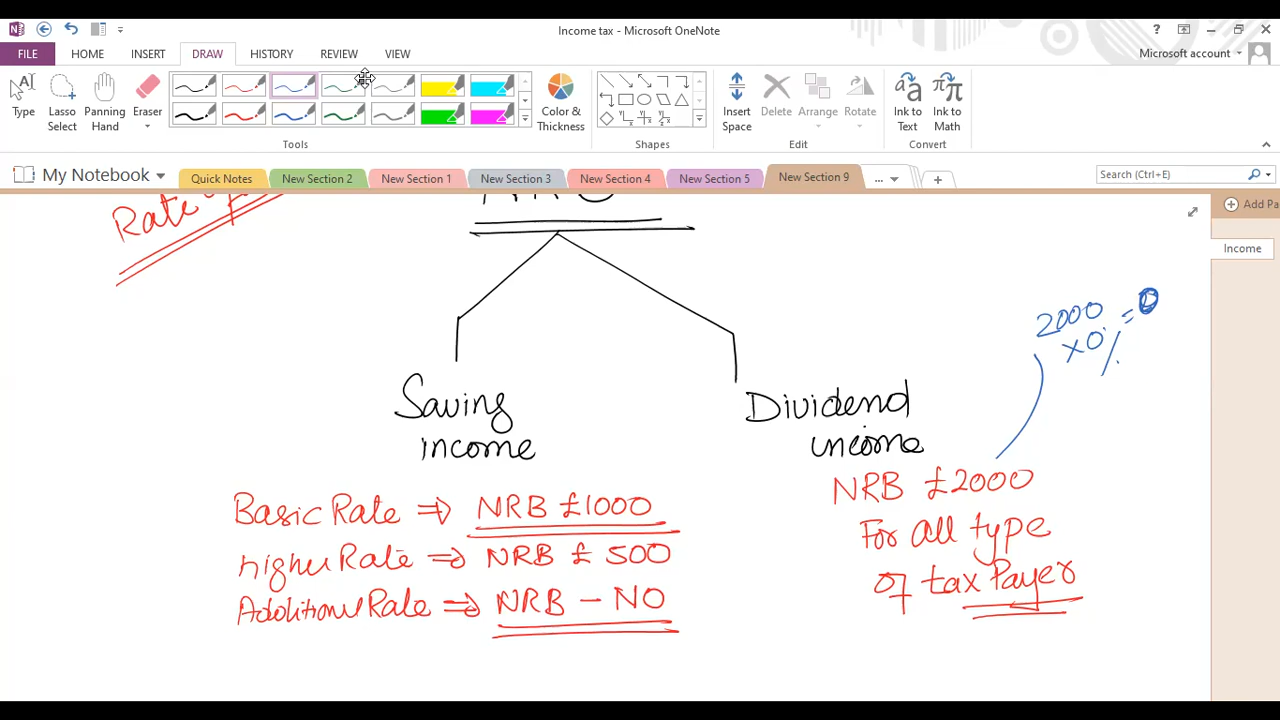 Income tax - Microsoft OneNote
FILE HOME INSERT DRAW HISTORY REVIEW VIEW
Microsoft account
Type
Lasso Select
Panning Hand
Eraser
Color & Thickness
Insert Space
Delete
Arrange
Rotate
Ink to Text
Ink to Math
Tools
Shapes
Edit
Convert
My Notebook
Quick Notes New Section 2 New Section 1 New Section 3 New Section 4 New Section 5 New Section 9 ...
Search (Ctrl+E)
Add Pa
Income
Rate
2000 = 0
x0%
Saving
income
Dividend
income
Basic Rate ⇒ NRB £1000
higher Rate ⇒ NRB £ 500
Additional Rate ⇒ NRB - NO
NRB £2000
For all type
of tax Payer